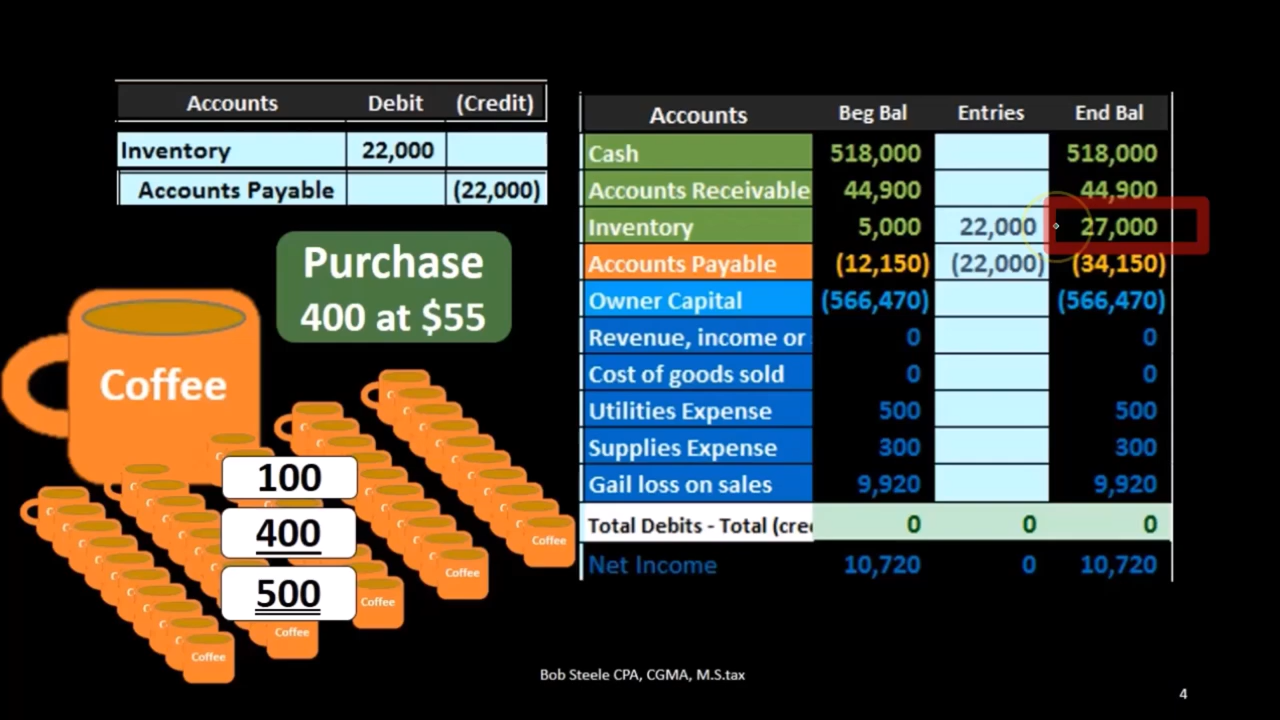 Accounts Debit (Credit)
Inventory 22,000
Accounts Payable (22,000)
Purchase
400 at $55
Coffee
100
400
500
Coffee
Coffee
Coffee
Coffee
Coffee
Accounts Beg Bal Entries End Bal
Cash 518,000 518,000
Accounts Receivable 44,900 44,900
Inventory 5,000 22,000 27,000
Accounts Payable (12,150) (22,000) (34,150)
Owner Capital (566,470) (566,470)
Revenue, income or 0 0
Cost of goods sold 0 0
Utilities Expense 500 500
Supplies Expense 300 300
Gail loss on sales 9,920 9,920
Total Debits - Total (cre 0 0 0
Net Income 10,720 0 10,720
Bob Steele CPA, CGMA, M.S.tax
4